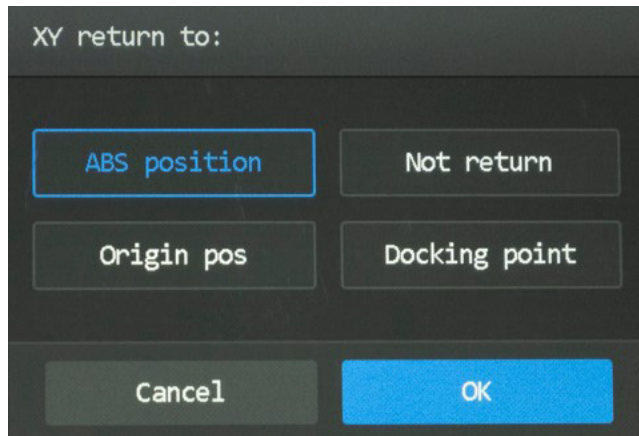 XY return to:
ABS position
Not return
Origin pos
Docking point
Cancel
OK